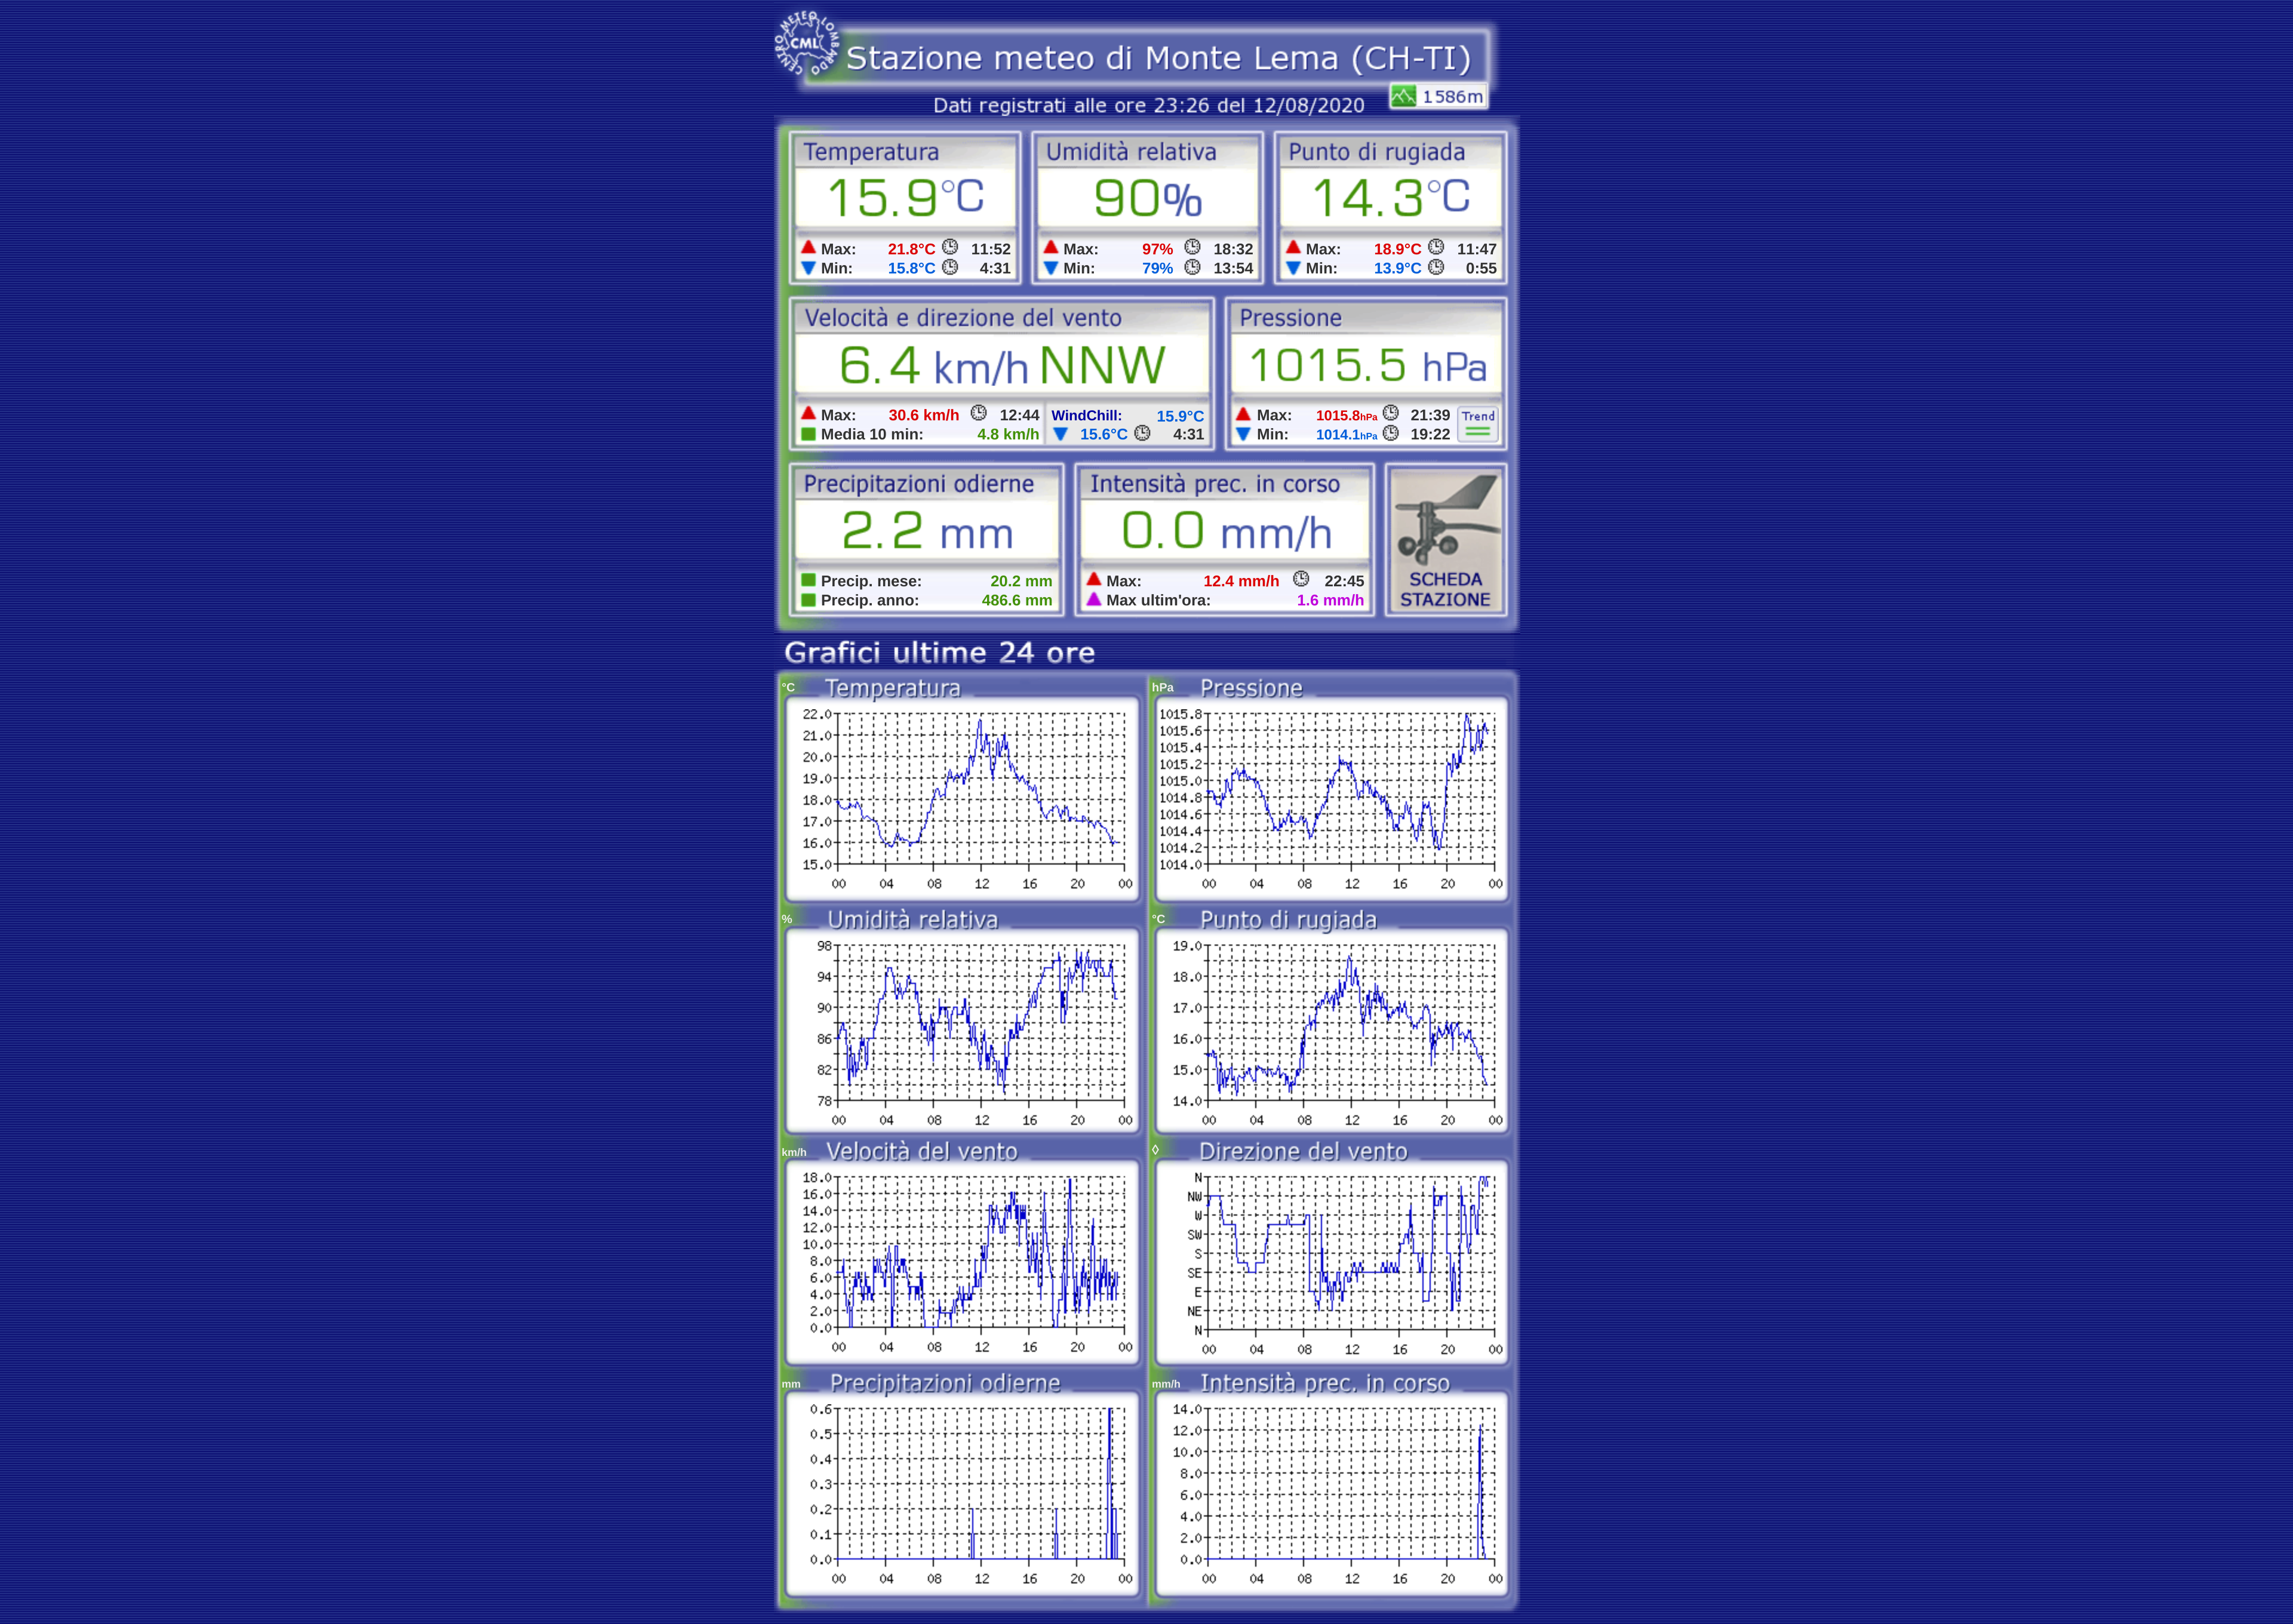 CENTRO METEO LOMBARDO
CML
Stazione meteo di Monte Lema (CH-TI)
Dati registrati alle ore 23:26 del 12/08/2020
1586m
Temperatura
15.9°C
Max: 21.8°C 11:52
Min: 15.8°C 4:31
Umidità relativa
90%
Max: 97% 18:32
Min: 79% 13:54
Punto di rugiada
14.3°C
Max: 18.9°C 11:47
Min: 13.9°C 0:55
Velocità e direzione del vento
6.4 km/h NNW
Max: 30.6 km/h 12:44
Media 10 min: 4.8 km/h
WindChill: 15.9°C
15.6°C 4:31
Pressione
1015.5 hPa
Max: 1015.8hPa 21:39
Min: 1014.1hPa 19:22
Trend
Precipitazioni odierne
2.2 mm
Precip. mese: 20.2 mm
Precip. anno: 486.6 mm
Intensità prec. in corso
0.0 mm/h
Max: 12.4 mm/h 22:45
Max ultim'ora: 1.6 mm/h
SCHEDA
STAZIONE
Grafici ultime 24 ore
°C Temperatura
22.0
21.0
20.0
19.0
18.0
17.0
16.0
15.0
00 04 08 12 16 20 00
hPa Pressione
1015.8
1015.6
1015.4
1015.2
1015.0
1014.8
1014.6
1014.4
1014.2
1014.0
00 04 08 12 16 20 00
% Umidità relativa
98
94
90
86
82
78
00 04 08 12 16 20 00
°C Punto di rugiada
19.0
18.0
17.0
16.0
15.0
14.0
00 04 08 12 16 20 00
km/h Velocità del vento
18.0
16.0
14.0
12.0
10.0
8.0
6.0
4.0
2.0
0.0
00 04 08 12 16 20 00
◊ Direzione del vento
N
NW
W
SW
S
SE
E
NE
N
00 04 08 12 16 20 00
mm Precipitazioni odierne
0.6
0.5
0.4
0.3
0.2
0.1
0.0
00 04 08 12 16 20 00
mm/h Intensità prec. in corso
14.0
12.0
10.0
8.0
6.0
4.0
2.0
0.0
00 04 08 12 16 20 00